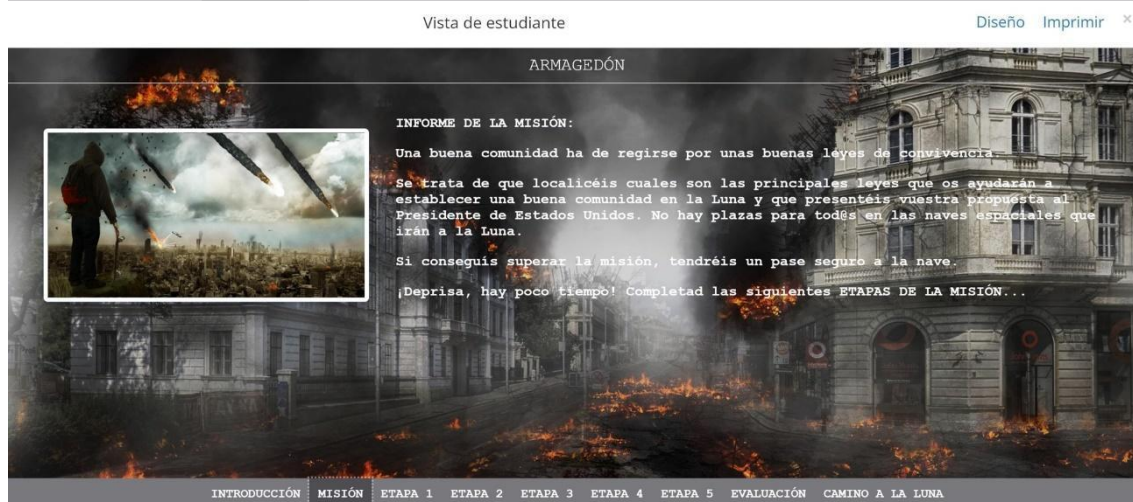 Vista de estudiante
Diseño Imprimir ×
ARMAGEDÓN
INFORME DE LA MISIÓN:
Una buena comunidad ha de regirse por unas buenas leyes de convivencia
Se trata de que localicéis cuales son las principales leyes que os ayudarán a
establecer una buena comunidad en la Luna y que presentéis vuestra propuesta al
Presidente de Estados Unidos. No hay plazas para tod@s en las naves espaciales que
irán a la Luna.
Si conseguís superar la misión, tendréis un pase seguro a la nave.
¡Deprisa, hay poco tiempo! Completad las siguientes ETAPAS DE LA MISIÓN...
INTRODUCCIÓN MISIÓN ETAPA 1 ETAPA 2 ETAPA 3 ETAPA 4 ETAPA 5 EVALUACIÓN CAMINO A LA LUNA